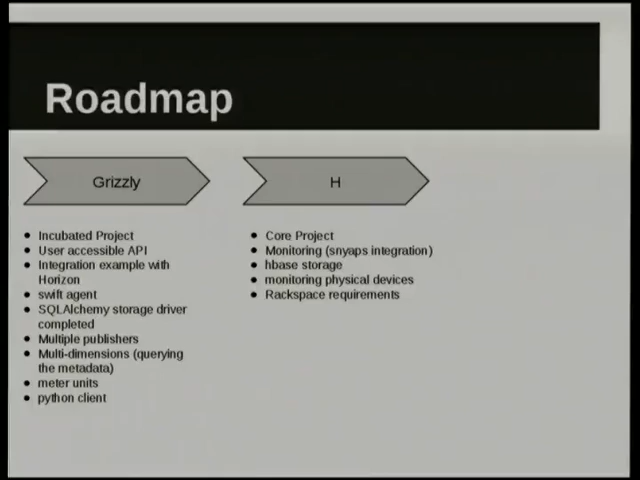 Roadmap
Grizzly
Incubated Project
User accessible API
Integration example with
Horizon
swift agent
SQLAlchemy storage driver
completed
Multiple publishers
Multi-dimensions (querying
the metadata)
meter units
python client
H
Core Project
Monitoring (snyaps integration)
hbase storage
monitoring physical devices
Rackspace requirements